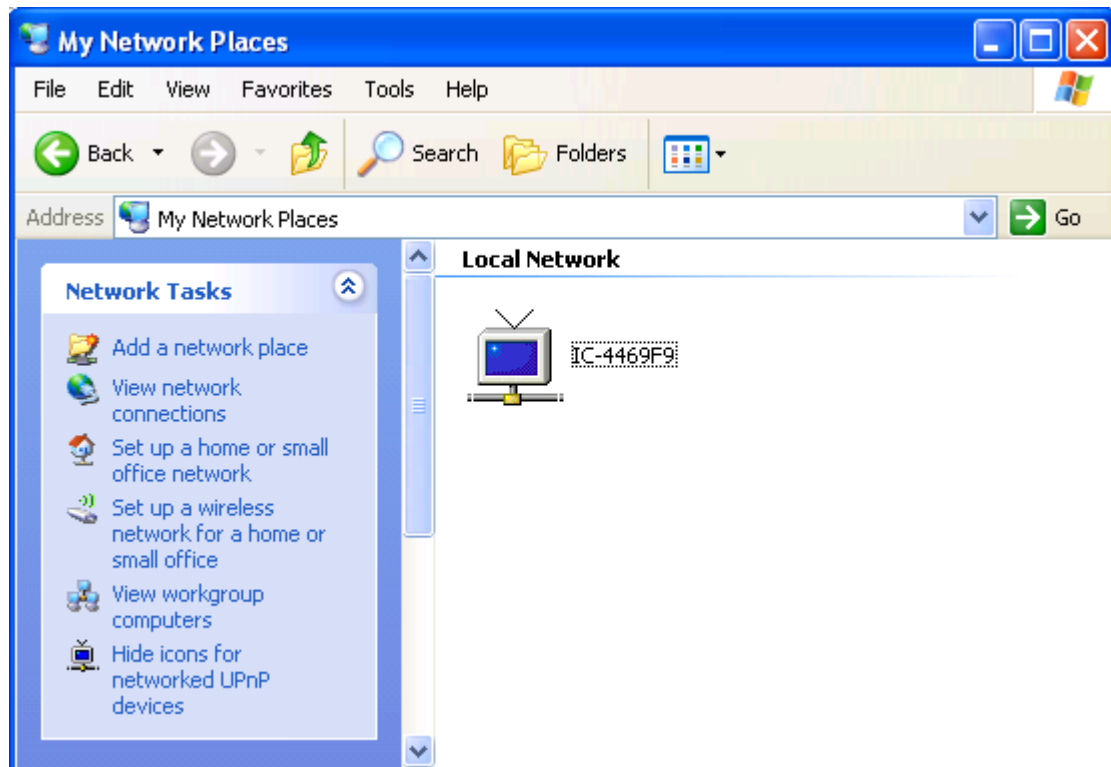 My Network Places
File Edit View Favorites Tools Help
Back Search Folders
Address My Network Places Go
Network Tasks
Add a network place
View network
connections
Set up a home or small
office network
Set up a wireless
network for a home or
small office
View workgroup
computers
Hide icons for
networked UPnP
devices
Local Network
IC-4469F9